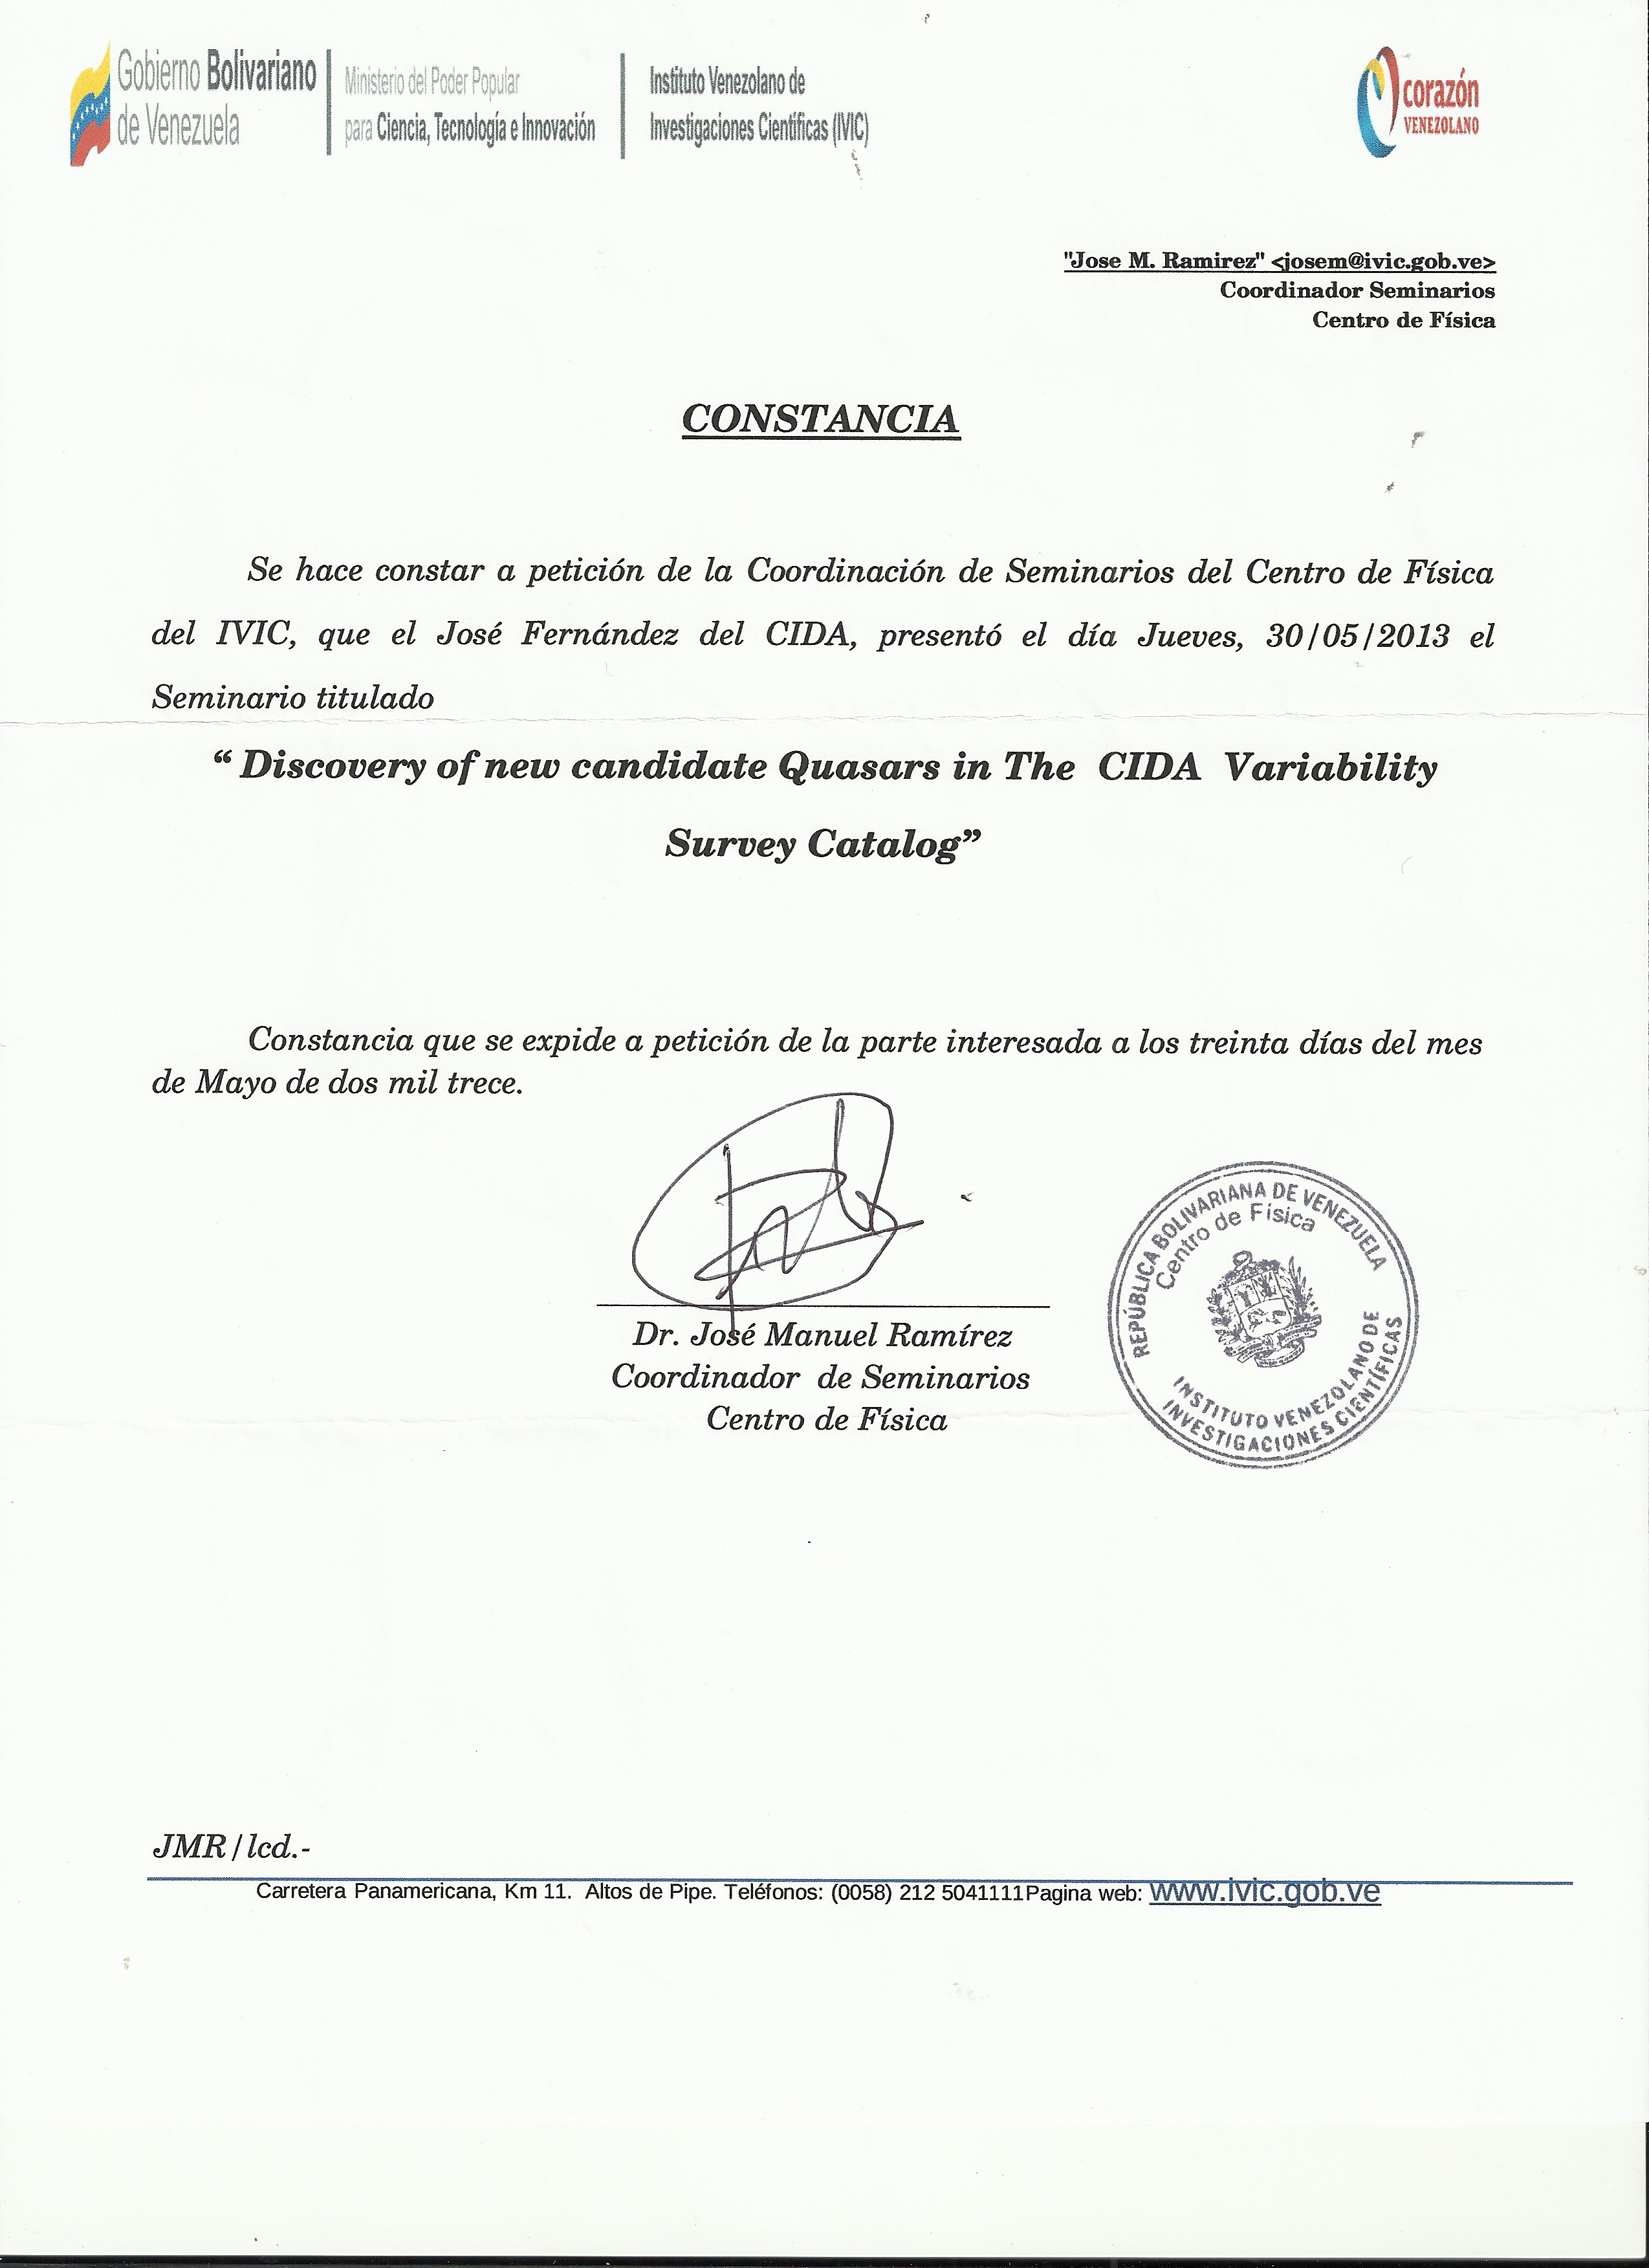 Gobierno Bolivariano
de Venezuela
Ministerio del Poder Popular
para Ciencia, Tecnología e Innovación
Instituto Venezolano de
Investigaciones Científicas (IVIC)
corazón
VENEZOLANO
"Jose M. Ramirez" <josem@ivic.gob.ve>
Coordinador Seminarios
Centro de Física
CONSTANCIA
Se hace constar a petición de la Coordinación de Seminarios del Centro de Física
del IVIC, que el José Fernández del CIDA, presentó el día Jueves, 30/05/2013 el
Seminario titulado
“ Discovery of new candidate Quasars in The CIDA Variability
Survey Catalog”
Constancia que se expide a petición de la parte interesada a los treinta días del mes
de Mayo de dos mil trece.
Dr. José Manuel Ramírez
Coordinador de Seminarios
Centro de Física
REPÚBLICA BOLIVARIANA DE VENEZUELA
Centro de Física
INSTITUTO VENEZOLANO DE
INVESTIGACIONES CIENTÍFICAS
JMR/lcd.-
Carretera Panamericana, Km 11. Altos de Pipe. Teléfonos: (0058) 212 5041111Pagina web: www.ivic.gob.ve